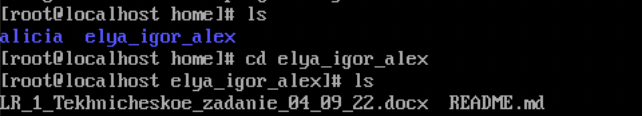 [root@localhost home]# ls
alicia  elya_igor_alex
[root@localhost home]# cd elya_igor_alex
[root@localhost elya_igor_alex]# ls
LR_1_Tekhnicheskoe_zadanie_04_09_22.docx  README.md